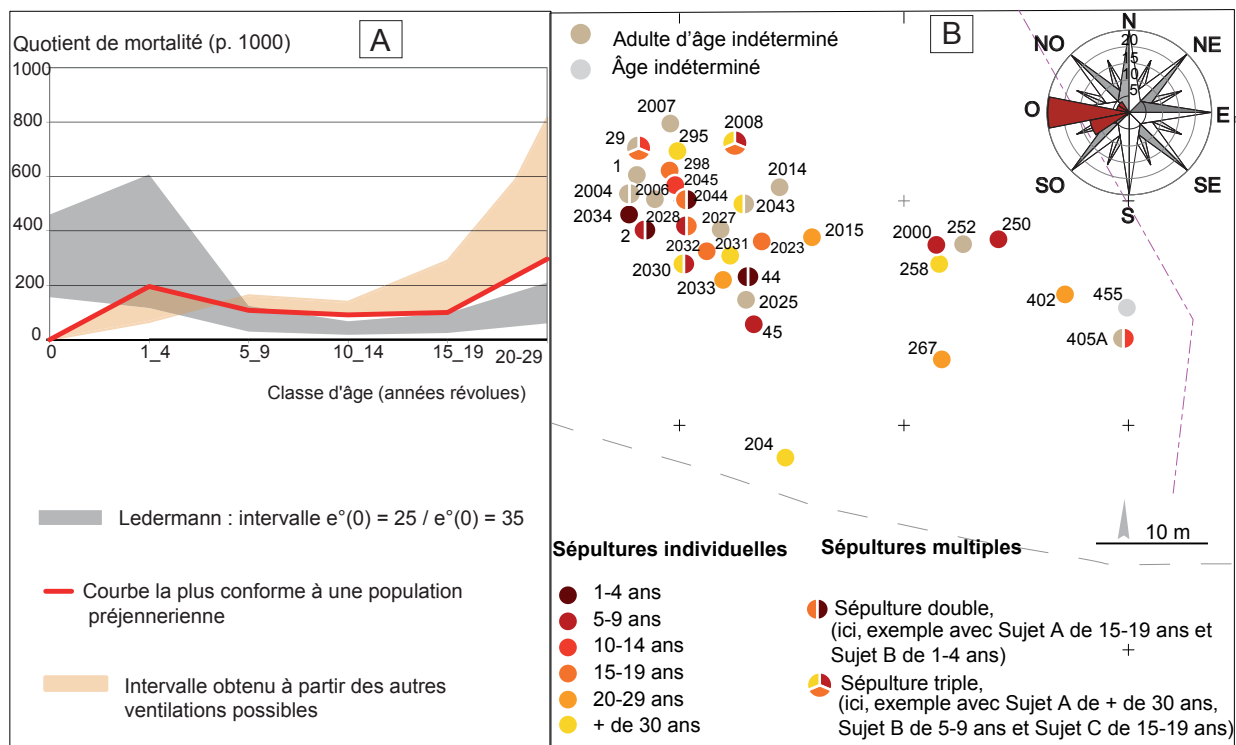 Quotient de mortalité (p. 1000)
A
1000
800
600
400
200
0
0
1_4
5_9
10_14
15_19
20-29
Classe d'âge (années révolues)
Ledermann : intervalle e°(0) = 25 / e°(0) = 35
Courbe la plus conforme à une population
préjennerienne
Intervalle obtenu à partir des autres
ventilations possibles
B
Adulte d'âge indéterminé
Âge indéterminé
N
NE
E
SE
S
SO
O
NO
20
15
10
5
2007
29
295
2008
1
298
2045
2014
2004
2006
2044
2034
2028
2027
2043
2
2032
2031
2023
2015
2030
2033
44
2025
45
2000
252
250
258
402
455
405A
267
204
10 m
Sépultures individuelles
1-4 ans
5-9 ans
10-14 ans
15-19 ans
20-29 ans
+ de 30 ans
Sépultures multiples
Sépulture double,
(ici, exemple avec Sujet A de 15-19 ans et
Sujet B de 1-4 ans)
Sépulture triple,
(ici, exemple avec Sujet A de + de 30 ans,
Sujet B de 5-9 ans et Sujet C de 15-19 ans)